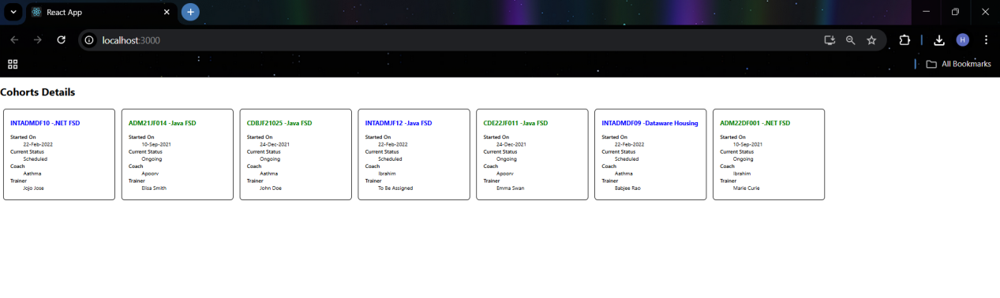 React App
localhost:3000
H
All Bookmarks
Cohorts Details
INTADMDF10 -.NET FSD
Started On
22-Feb-2022
Current Status
Scheduled
Coach
Aathma
Trainer
Jojo Jose
ADM21JF014 -Java FSD
Started On
10-Sep-2021
Current Status
Ongoing
Coach
Apoorv
Trainer
Elisa Smith
CDBJF21025 -Java FSD
Started On
24-Dec-2021
Current Status
Ongoing
Coach
Aathma
Trainer
John Doe
INTADMJF12 -Java FSD
Started On
22-Feb-2022
Current Status
Scheduled
Coach
Ibrahim
Trainer
To Be Assigned
CDE22JF011 -Java FSD
Started On
24-Dec-2021
Current Status
Ongoing
Coach
Apoorv
Trainer
Emma Swan
INTADMDF09 -Dataware Housing
Started On
22-Feb-2022
Current Status
Scheduled
Coach
Aathma
Trainer
Babjee Rao
ADM22DF001 -.NET FSD
Started On
10-Sep-2021
Current Status
Ongoing
Coach
Ibrahim
Trainer
Marie Curie